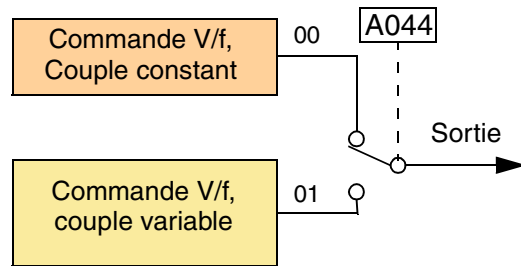 Commande V/f,
Couple constant
00
A044
Sortie
Commande V/f,
couple variable
01